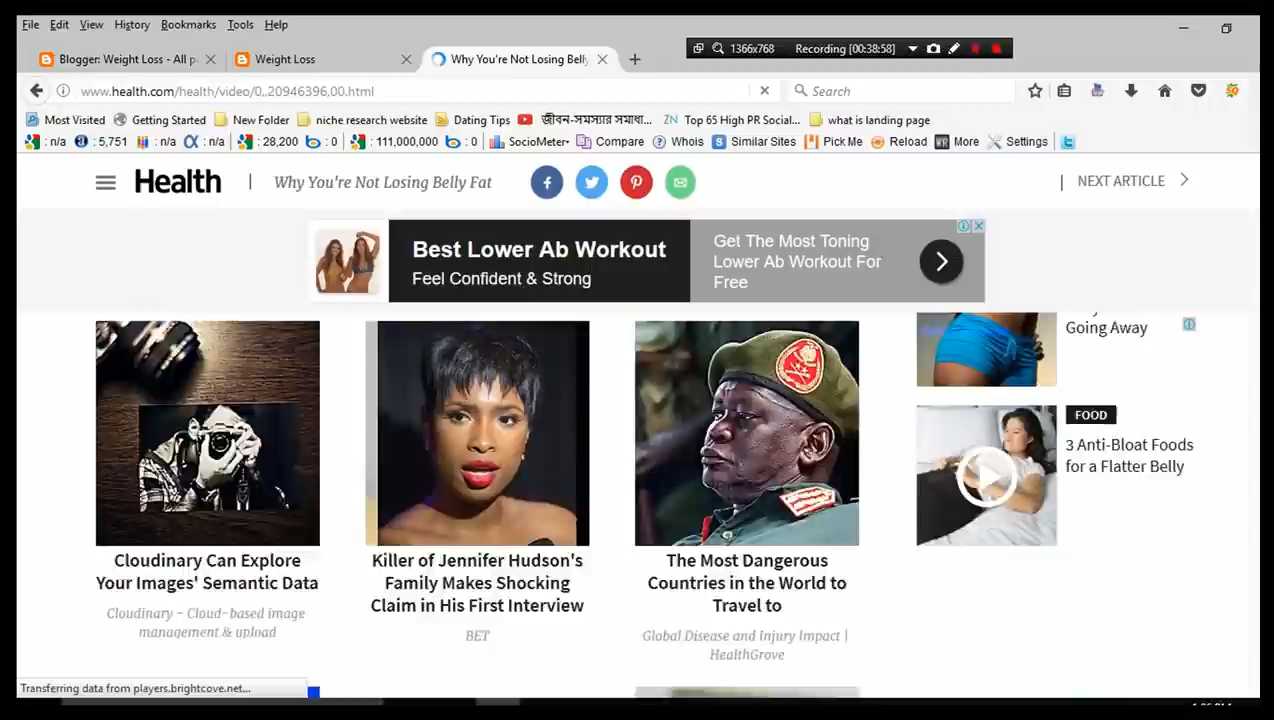 File Edit View History Bookmarks Tools Help
1366x768 Recording [00:38:58]
Blogger: Weight Loss - All p
Weight Loss
Why You're Not Losing Belly
www.health.com/health/video/0,,20946396,00.html
Search
Most Visited Getting Started New Folder niche research website Dating Tips জীবন-সমস্যার সমাধা... ZN Top 65 High PR Social... what is landing page
: n/a : 5,751 : n/a : n/a : 28,200 : 0 : 111,000,000 : 0 SocioMeter Compare Whois Similar Sites Pick Me Reload WR More Settings
Health | Why You're Not Losing Belly Fat
| NEXT ARTICLE
Best Lower Ab Workout
Feel Confident & Strong
Get The Most Toning
Lower Ab Workout For
Free
Going Away
FOOD
3 Anti-Bloat Foods
for a Flatter Belly
Cloudinary Can Explore
Your Images' Semantic Data
Cloudinary – Cloud-based image
management & upload
Killer of Jennifer Hudson's
Family Makes Shocking
Claim in His First Interview
BET
The Most Dangerous
Countries in the World to
Travel to
Global Disease and Injury Impact |
HealthGrove
Transferring data from players.brightcove.net...